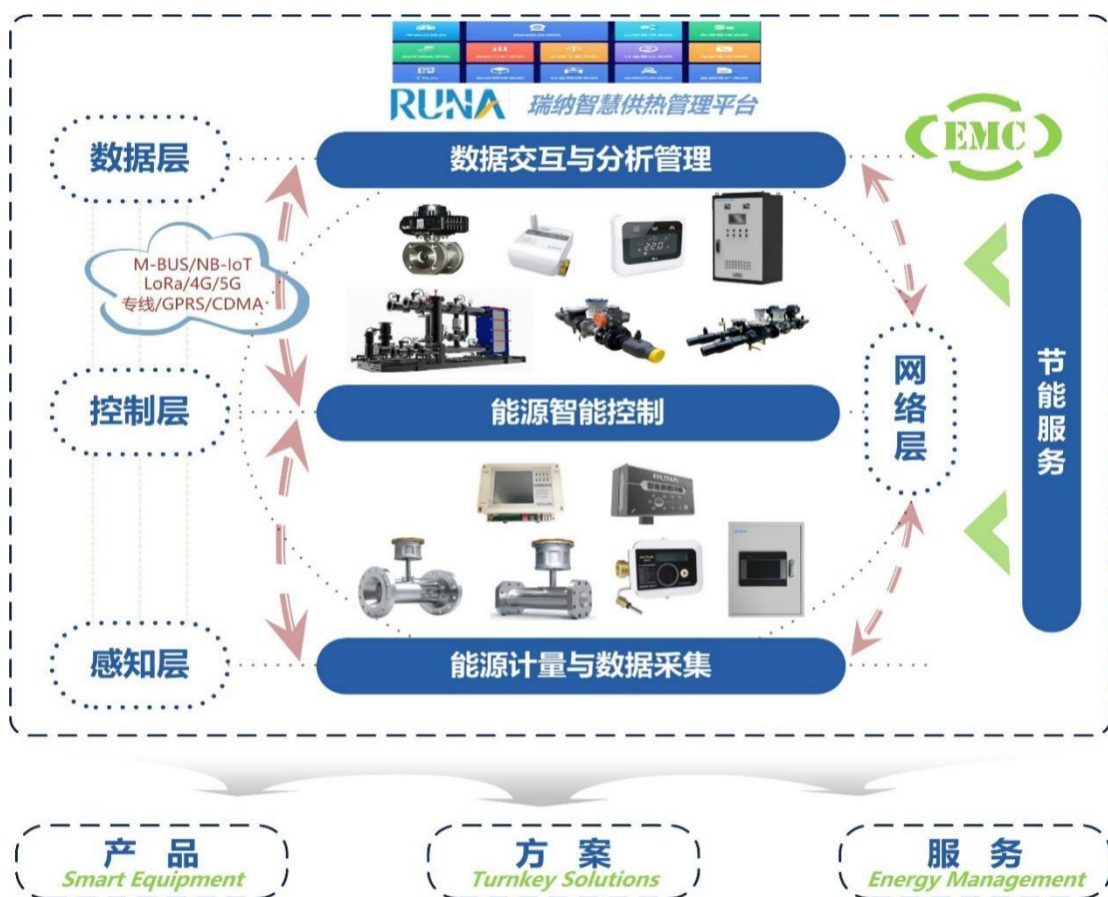 RUNA 瑞纳智慧供热管理平台
数据层
数据交互与分析管理
EMC
M-BUS/NB-IoT
LoRa/4G/5G
专线/GPRS/CDMA
控制层
能源智能控制
网络层
节能服务
RUNA
感知层
能源计量与数据采集
产 品
Smart Equipment
方 案
Turnkey Solutions
服 务
Energy Management